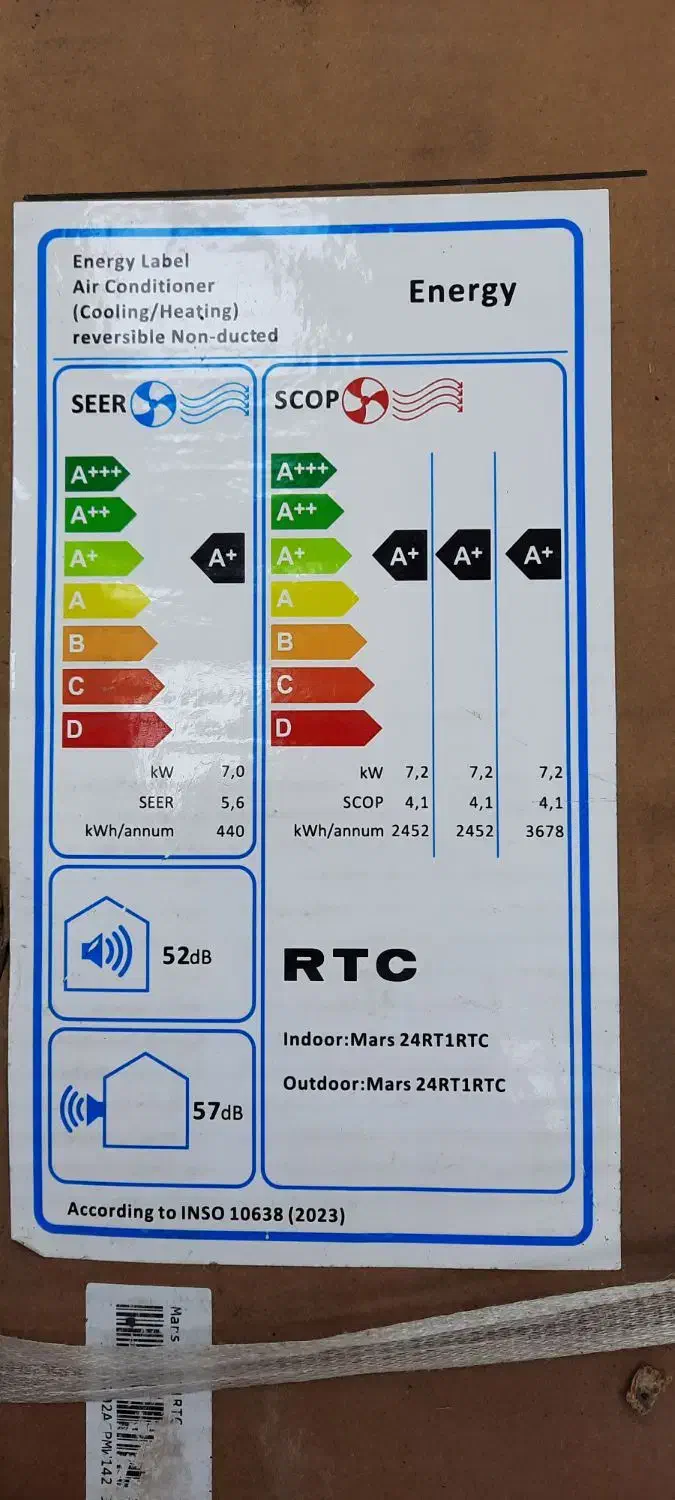 Energy Label
Air Conditioner
(Cooling/Heating)
reversible Non-ducted
Energy
SEER
A+++
A++
A+ A+
A
B
C
D
kW 7,0
SEER 5,6
kWh/annum 440
SCOP
A+++
A++
A+ A+ A+ A+
A
B
C
D
kW 7,2 7,2 7,2
SCOP 4,1 4,1 4,1
kWh/annum 2452 2452 3678
52dB
57dB
RTC
Indoor:Mars 24RT1RTC
Outdoor:Mars 24RT1RTC
According to INSO 10638 (2023)
Mars